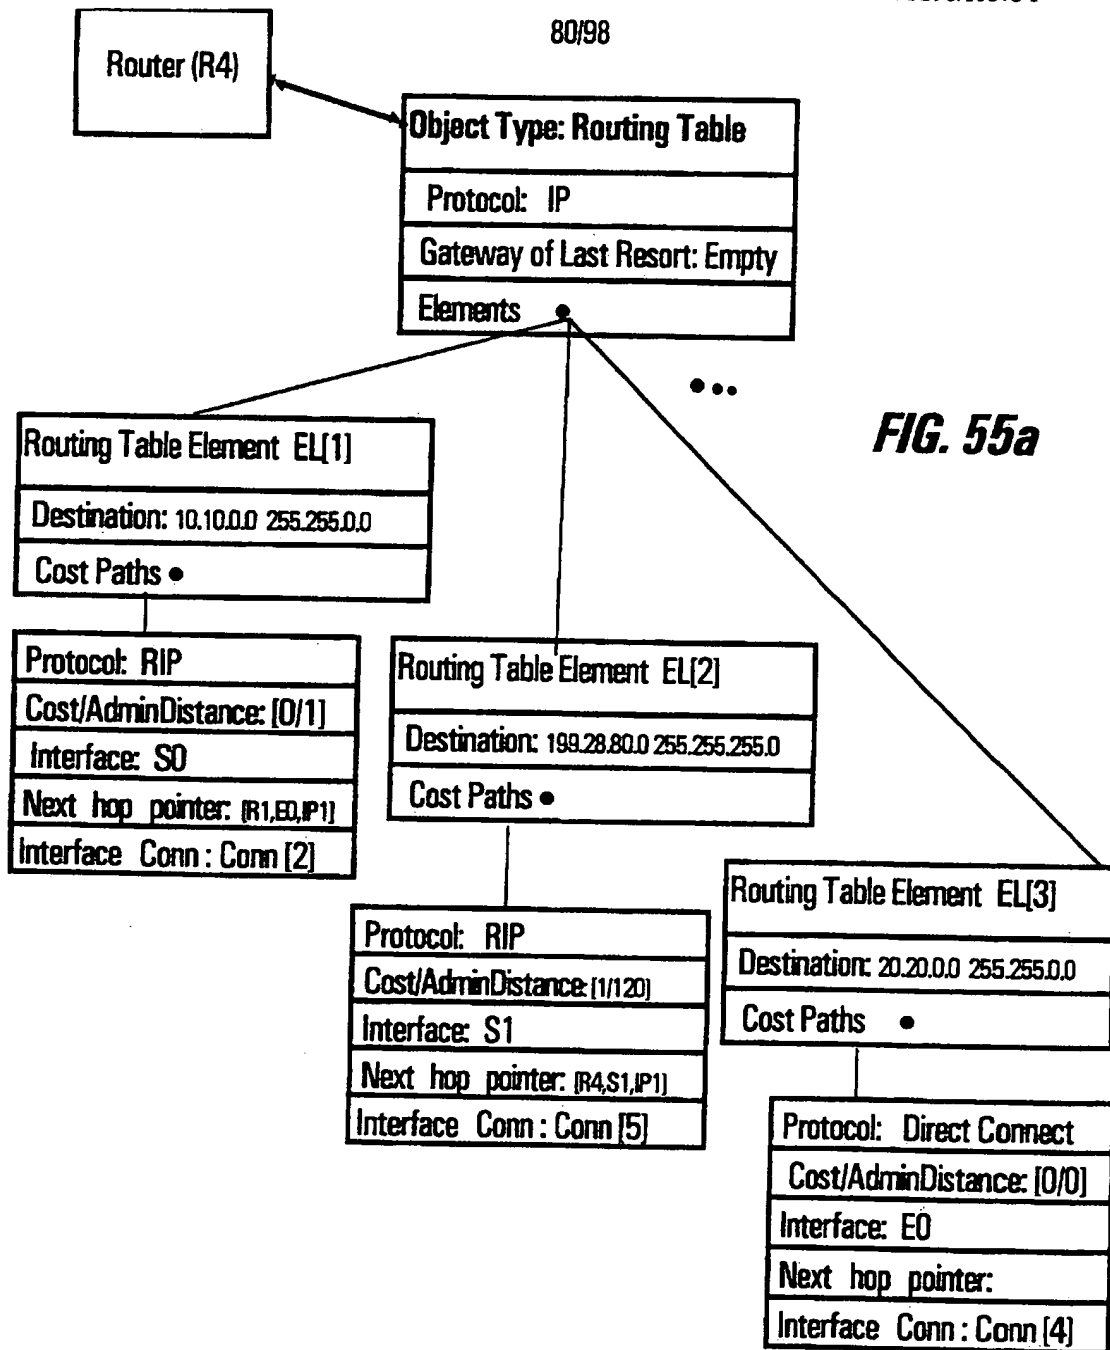 80/98
Router (R4)
Object Type: Routing Table
Protocol: IP
Gateway of Last Resort: Empty
Elements
FIG. 55a
Routing Table Element EL[1]
Destination: 10.10.0.0 255.255.0.0
Cost Paths
Protocol: RIP
Cost/AdminDistance: [0/1]
Interface: S0
Next hop pointer: [R1,E0,IP1]
Interface Conn : Conn [2]
Routing Table Element EL[2]
Destination: 199.28.80.0 255.255.255.0
Cost Paths
Protocol: RIP
Cost/AdminDistance: [1/120]
Interface: S1
Next hop pointer: [R4,S1,IP1]
Interface Conn : Conn [5]
Routing Table Element EL[3]
Destination: 20.20.0.0 255.255.0.0
Cost Paths
Protocol: Direct Connect
Cost/AdminDistance: [0/0]
Interface: E0
Next hop pointer:
Interface Conn : Conn [4]